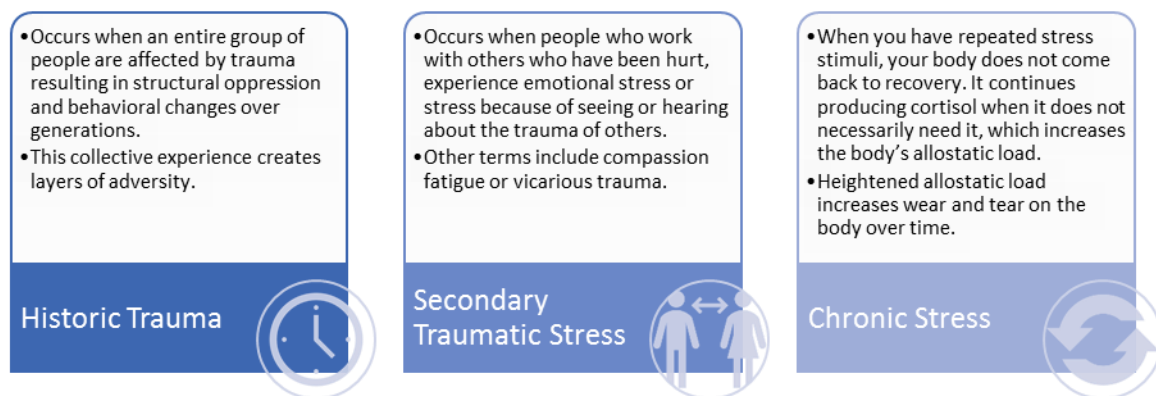 •Occurs when an entire group of
people are affected by trauma
resulting in structural oppression
and behavioral changes over
generations.
•This collective experience creates
layers of adversity.
Historic Trauma
•Occurs when people who work
with others who have been hurt,
experience emotional stress or
stress because of seeing or hearing
about the trauma of others.
•Other terms include compassion
fatigue or vicarious trauma.
Secondary
Traumatic Stress
•When you have repeated stress
stimuli, your body does not come
back to recovery. It continues
producing cortisol when it does not
necessarily need it, which increases
the body’s allostatic load.
•Heightened allostatic load
increases wear and tear on the
body over time.
Chronic Stress